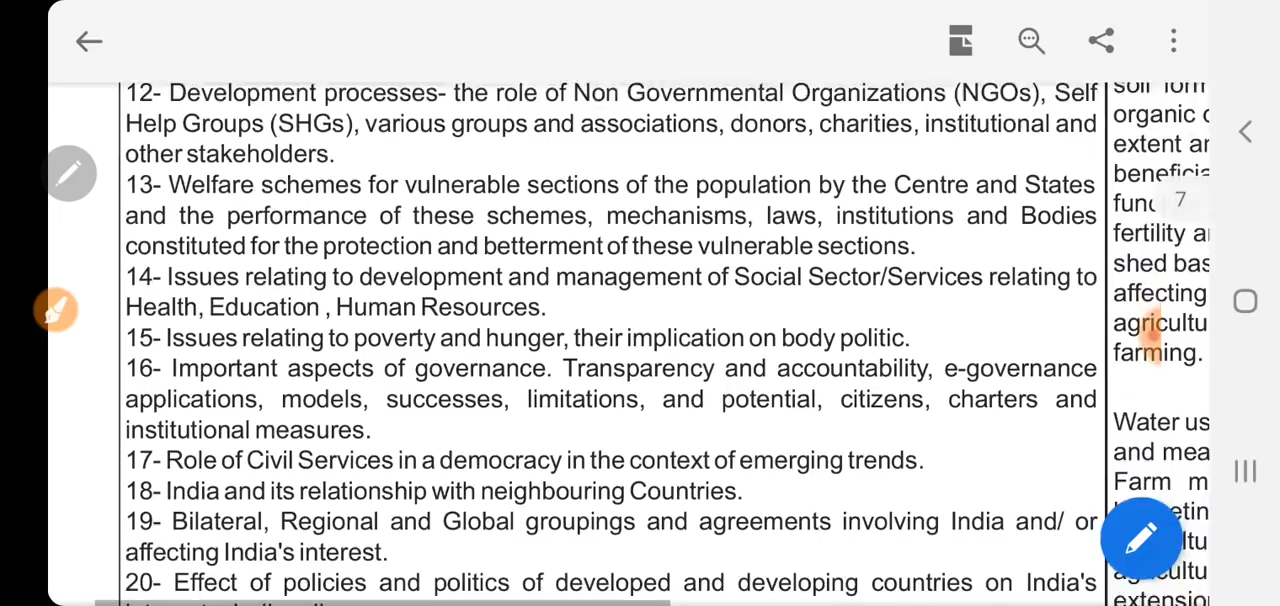 12- Development processes- the role of Non Governmental Organizations (NGOs), Self
Help Groups (SHGs), various groups and associations, donors, charities, institutional and
other stakeholders.
13- Welfare schemes for vulnerable sections of the population by the Centre and States
and the performance of these schemes, mechanisms, laws, institutions and Bodies
constituted for the protection and betterment of these vulnerable sections.
14- Issues relating to development and management of Social Sector/Services relating to
Health, Education , Human Resources.
15- Issues relating to poverty and hunger, their implication on body politic.
16- Important aspects of governance. Transparency and accountability, e-governance
applications, models, successes, limitations, and potential, citizens, charters and
institutional measures.
17- Role of Civil Services in a democracy in the context of emerging trends.
18- India and its relationship with neighbouring Countries.
19- Bilateral, Regional and Global groupings and agreements involving India and/ or
affecting India's interest.
20- Effect of policies and politics of developed and developing countries on India's
organic
extent
fertility
shed
affecting
farming.
Water
and
Farm
7